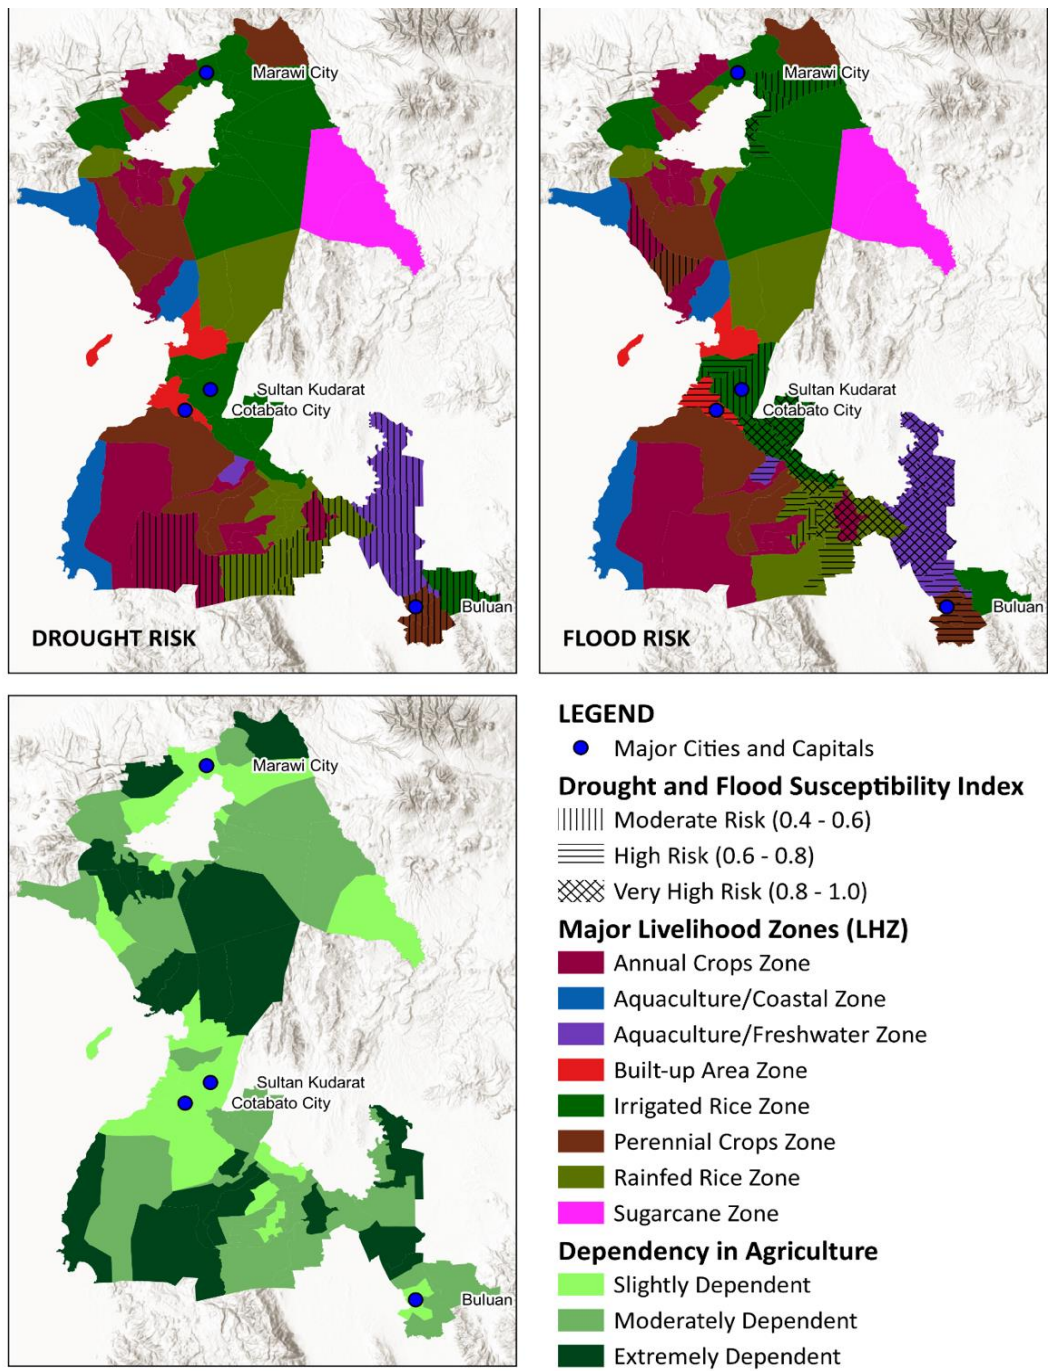 Marawi City
Sultan Kudarat
Cotabato City
Buluan
DROUGHT RISK
Marawi City
Sultan Kudarat
Cotabato City
Buluan
FLOOD RISK
Marawi City
Sultan Kudarat
Cotabato City
Buluan
LEGEND
Major Cities and Capitals
Drought and Flood Susceptibility Index
Moderate Risk (0.4 - 0.6)
High Risk (0.6 - 0.8)
Very High Risk (0.8 - 1.0)
Major Livelihood Zones (LHZ)
Annual Crops Zone
Aquaculture/Coastal Zone
Aquaculture/Freshwater Zone
Built-up Area Zone
Irrigated Rice Zone
Perennial Crops Zone
Rainfed Rice Zone
Sugarcane Zone
Dependency in Agriculture
Slightly Dependent
Moderately Dependent
Extremely Dependent